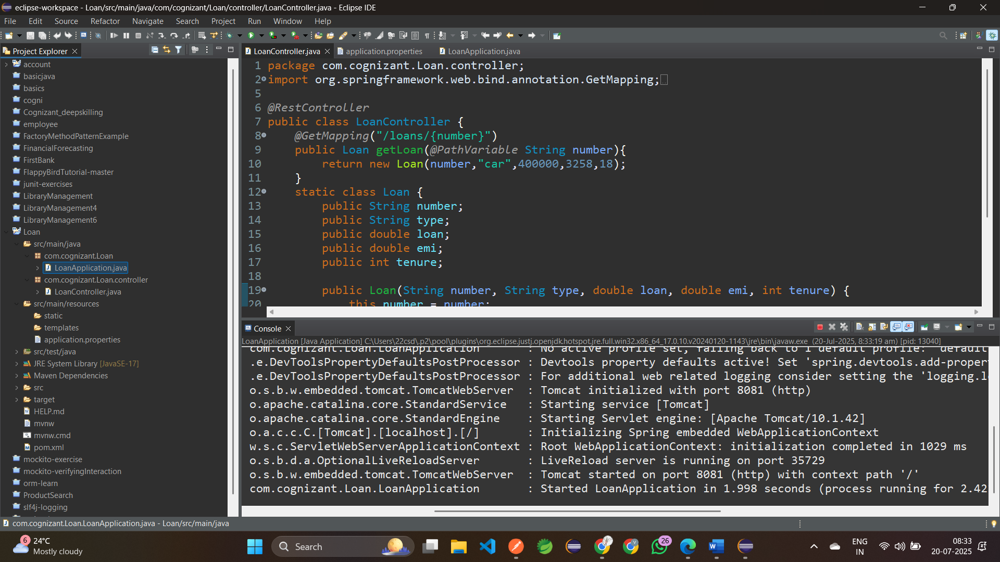 eclipse-workspace - Loan/src/main/java/com/cognizant/Loan/controller/LoanController.java - Eclipse IDE
File Edit Source Refactor Navigate Search Project Run Window Help
Project Explorer
account
basicjava
basics
cogni
Cognizant_deepskilling
employee
FactoryMethodPatternExample
FinancialForecasting
FirstBank
FlappyBirdTutorial-master
junit-exercises
LibraryManagement
LibraryManagement4
LibraryManagement6
Loan
src/main/java
com.cognizant.Loan
LoanApplication.java
com.cognizant.Loan.controller
LoanController.java
src/main/resources
static
templates
application.properties
src/test/java
JRE System Library [JavaSE-17]
Maven Dependencies
src
target
HELP.md
mvnw
mvnw.cmd
pom.xml
mockito-exercise
mockito-verifyingInteraction
orm-learn
ProductSearch
slf4j-logging
LoanController.java application.properties LoanApplication.java
1 package com.cognizant.Loan.controller;
2 import org.springframework.web.bind.annotation.GetMapping;
5
6 @RestController
7 public class LoanController {
8 @GetMapping("/loans/{number}")
9 public Loan getLoan(@PathVariable String number){
10 return new Loan(number,"car",400000,3258,18);
11 }
12 static class Loan {
13 public String number;
14 public String type;
15 public double loan;
16 public double emi;
17 public int tenure;
18
19 public Loan(String number, String type, double loan, double emi, int tenure) {
20 this number = number;
Console
LoanApplication [Java Application] C:\Users\22csd\.p2\pool\plugins\org.eclipse.justj.openjdk.hotspot.jre.full.win32.x86_64_17.0.10.v20240120-1143\jre\bin\javaw.exe (20-Jul-2025, 8:33:19 am) [pid: 13040]
com.cognizant.Loan.LoanApplication : No active profile set, falling back to 1 default profile: "default
.e.DevToolsPropertyDefaultsPostProcessor : Devtools property defaults active! Set 'spring.devtools.add-proper
.e.DevToolsPropertyDefaultsPostProcessor : For additional web related logging consider setting the 'logging.l
o.s.b.w.embedded.tomcat.TomcatWebServer : Tomcat initialized with port 8081 (http)
o.apache.catalina.core.StandardService : Starting service [Tomcat]
o.apache.catalina.core.StandardEngine : Starting Servlet engine: [Apache Tomcat/10.1.42]
o.a.c.c.C.[Tomcat].[localhost].[/] : Initializing Spring embedded WebApplicationContext
w.s.c.ServletWebServerApplicationContext : Root WebApplicationContext: initialization completed in 1029 ms
o.s.b.d.a.OptionalLiveReloadServer : LiveReload server is running on port 35729
o.s.b.w.embedded.tomcat.TomcatWebServer : Tomcat started on port 8081 (http) with context path '/'
com.cognizant.Loan.LoanApplication : Started LoanApplication in 1.998 seconds (process running for 2.42
com.cognizant.Loan.LoanApplication.java - Loan/src/main/java
6
24°C
Mostly cloudy
Search
26
ENG
IN
08:33
20-07-2025